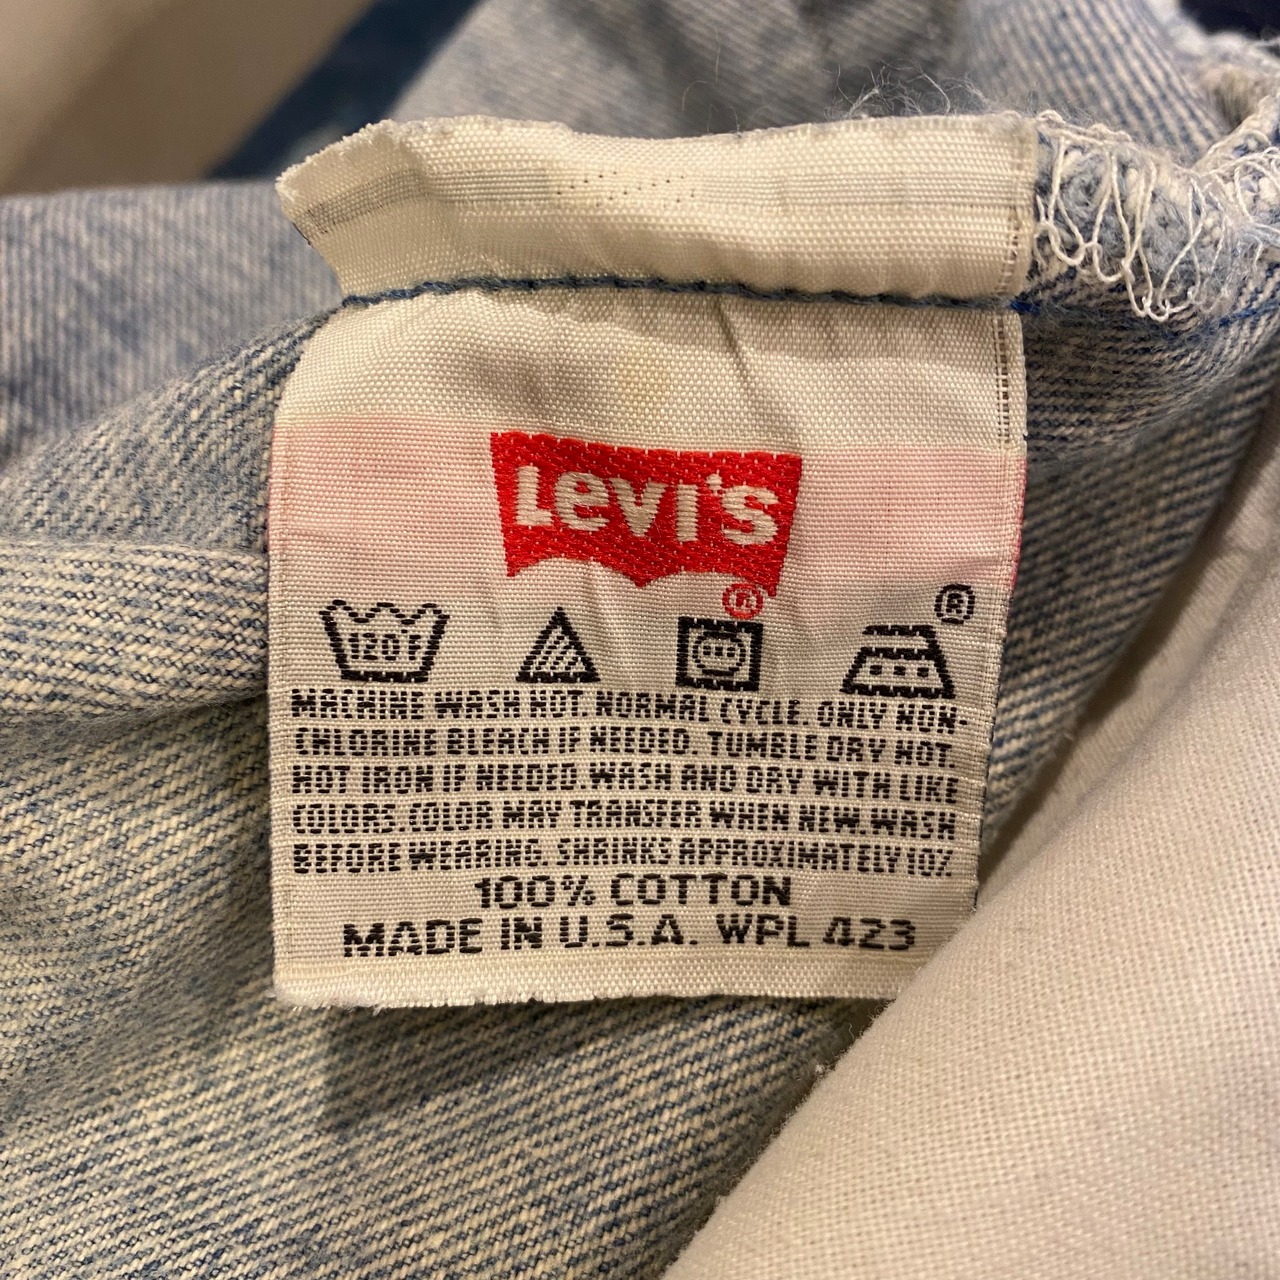 Levi's
®
®
120°F
MACHINE WASH HOT. NORMAL CYCLE. ONLY NON-
CHLORINE BLEACH IF NEEDED. TUMBLE DRY HOT.
HOT IRON IF NEEDED. WASH AND DRY WITH LIKE
COLORS. COLOR MAY TRANSFER WHEN NEW. WASH
BEFORE WEARING. SHRINKS APPROXIMATELY 10%.
100% COTTON
MADE IN U.S.A. WPL 423